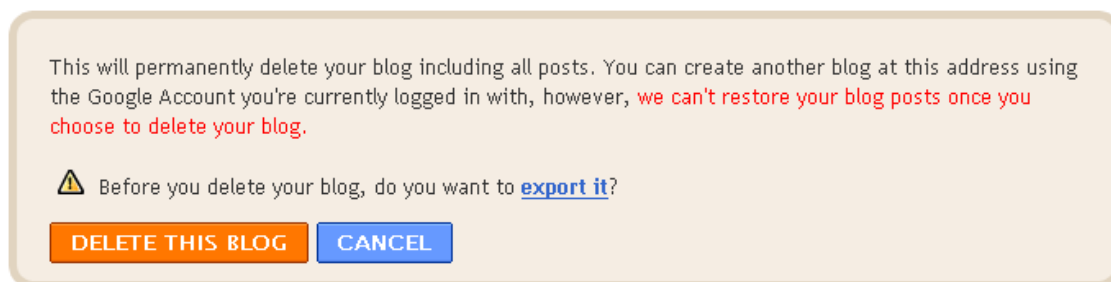 This will permanently delete your blog including all posts. You can create another blog at this address using
the Google Account you're currently logged in with, however, we can't restore your blog posts once you
choose to delete your blog.
Before you delete your blog, do you want to export it?
DELETE THIS BLOG CANCEL